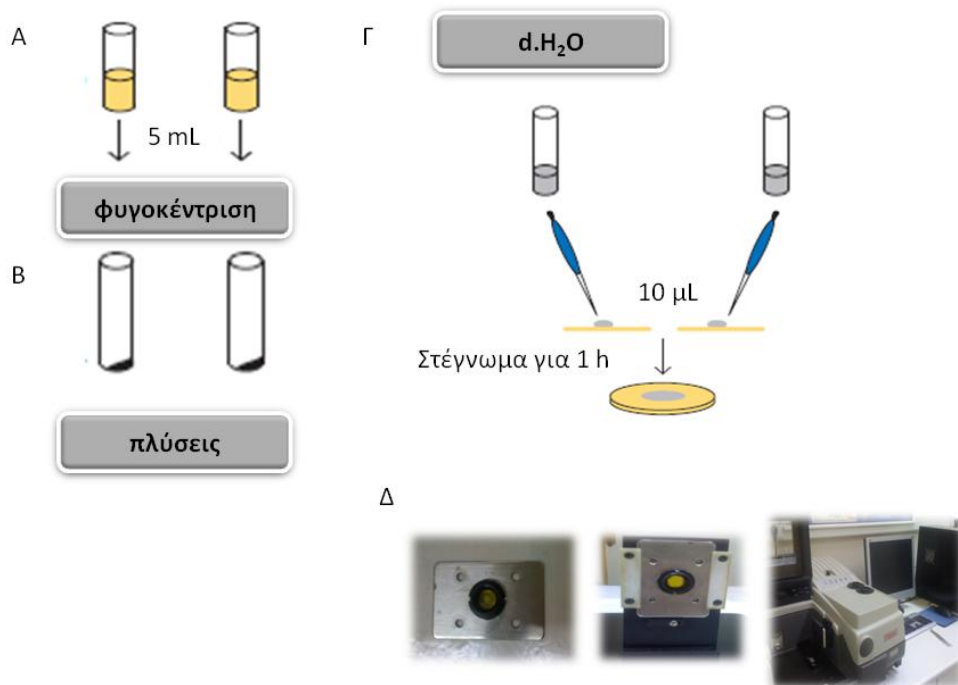 Α
5 mL
φυγοκέντριση
Β
πλύσεις
Γ
d.H₂O
10 μL
Στέγνωμα για 1 h
Δ